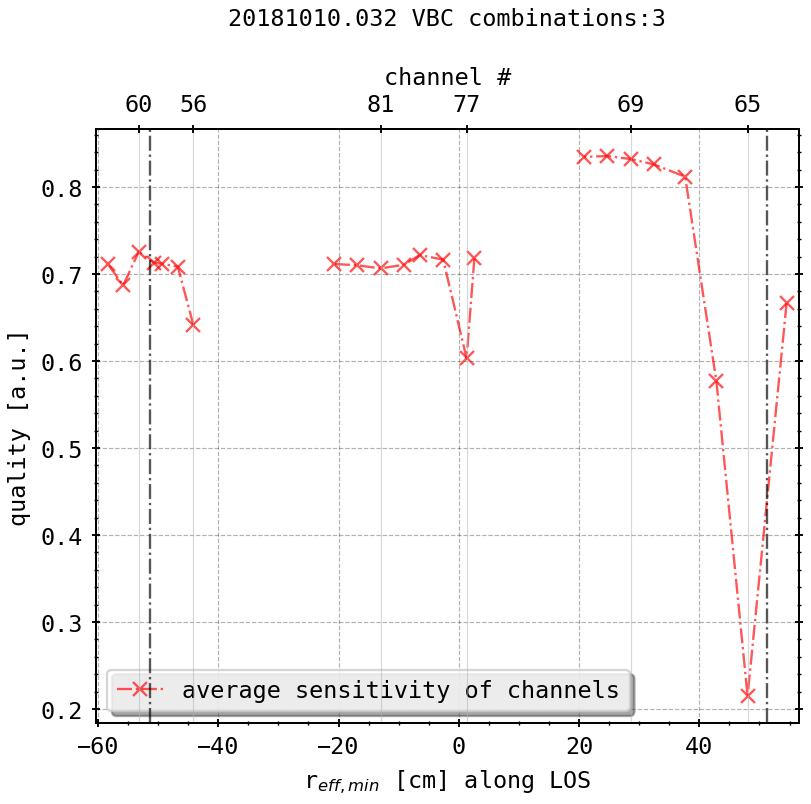 20181010.032 VBC combinations:3
channel #
60 56 81 77 69 65
0.8
0.7
0.6
0.5
0.4
0.3
0.2
quality [a.u.]
average sensitivity of channels
−60 −40 −20 0 20 40
r_eff,min [cm] along LOS